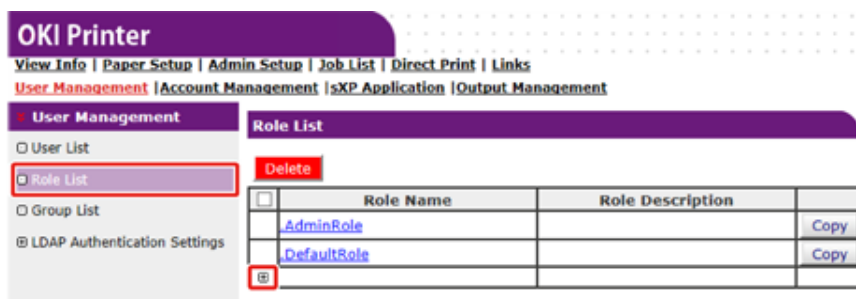 OKI Printer
View Info | Paper Setup | Admin Setup | Job List | Direct Print | Links
User Management |Account Management |sXP Application |Output Management
User Management
Role List
User List
Delete
Role List
Role Name Role Description
Group List
.AdminRole Copy
LDAP Authentication Settings
.DefaultRole Copy